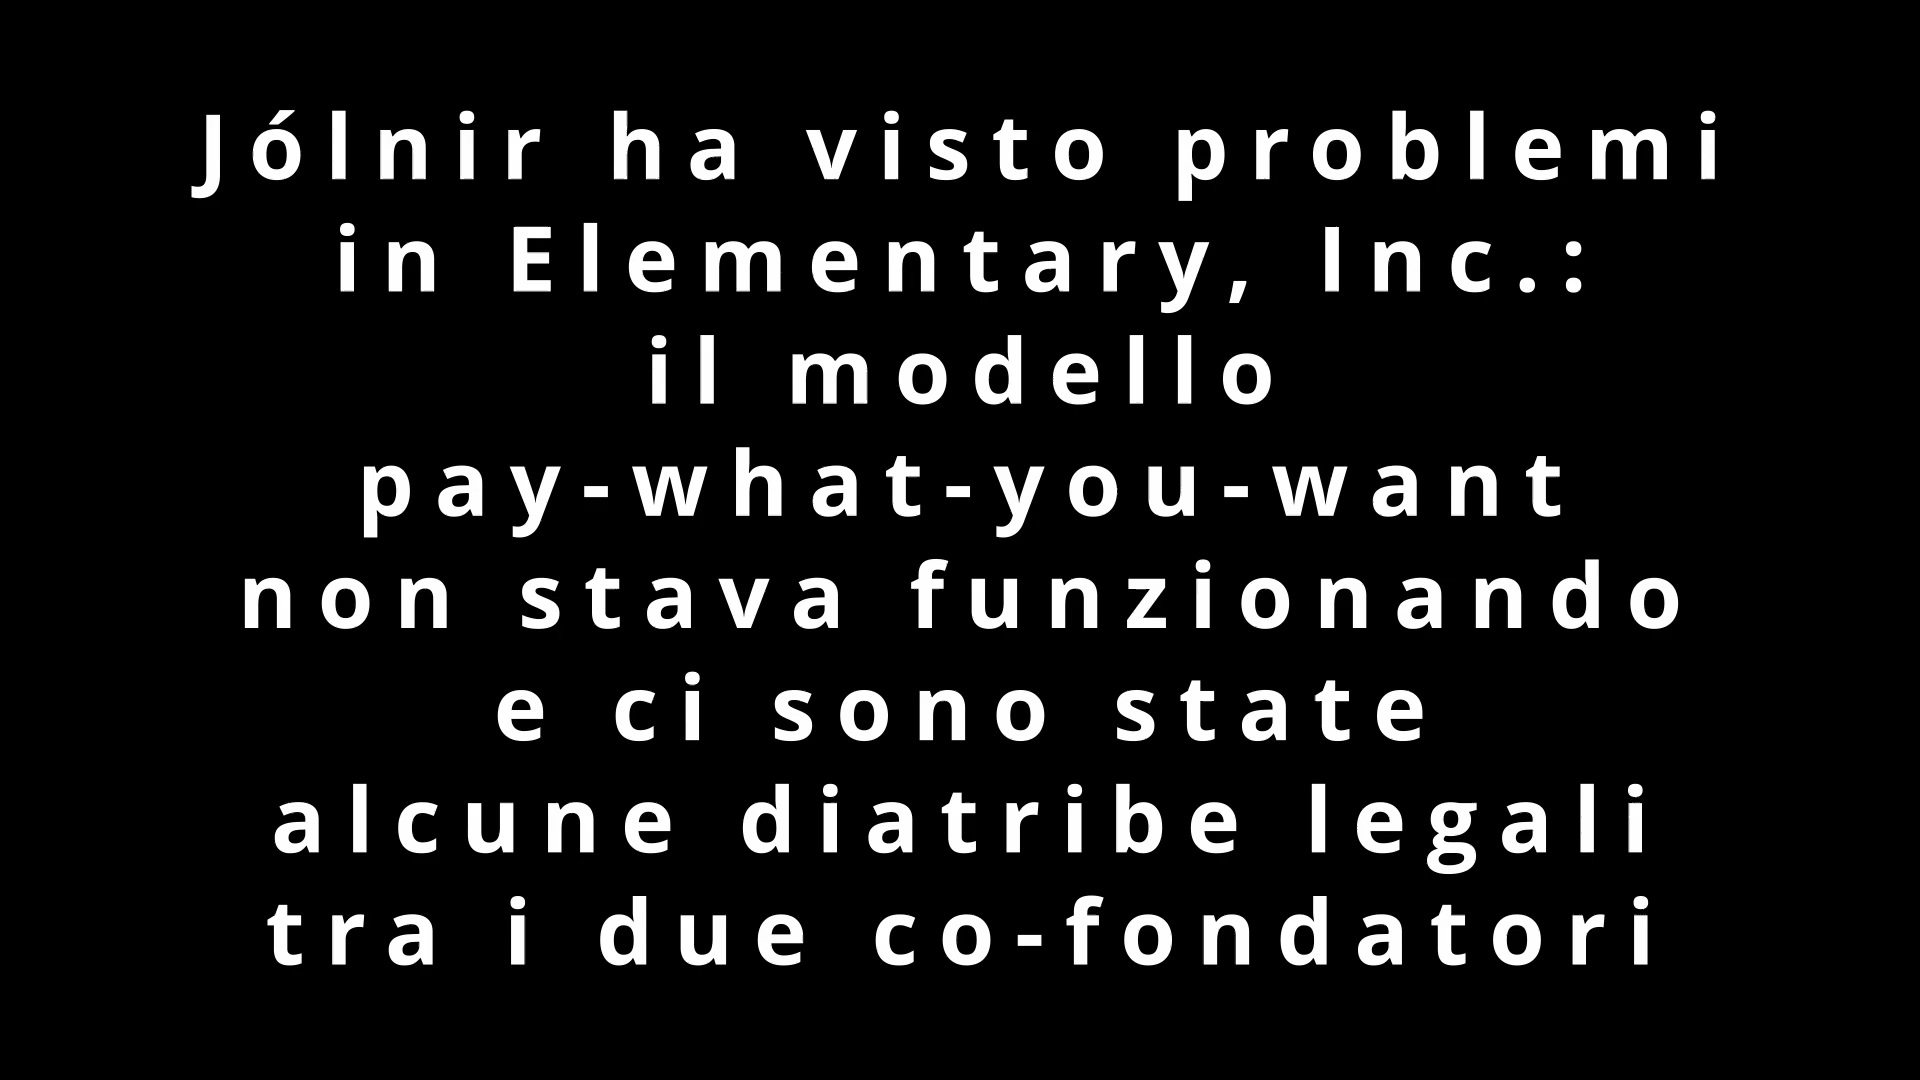 Jólnir ha visto problemi
in Elementary, Inc.:
il modello
pay-what-you-want
non stava funzionando
e ci sono state
alcune diatribe legali
tra i due co-fondatori